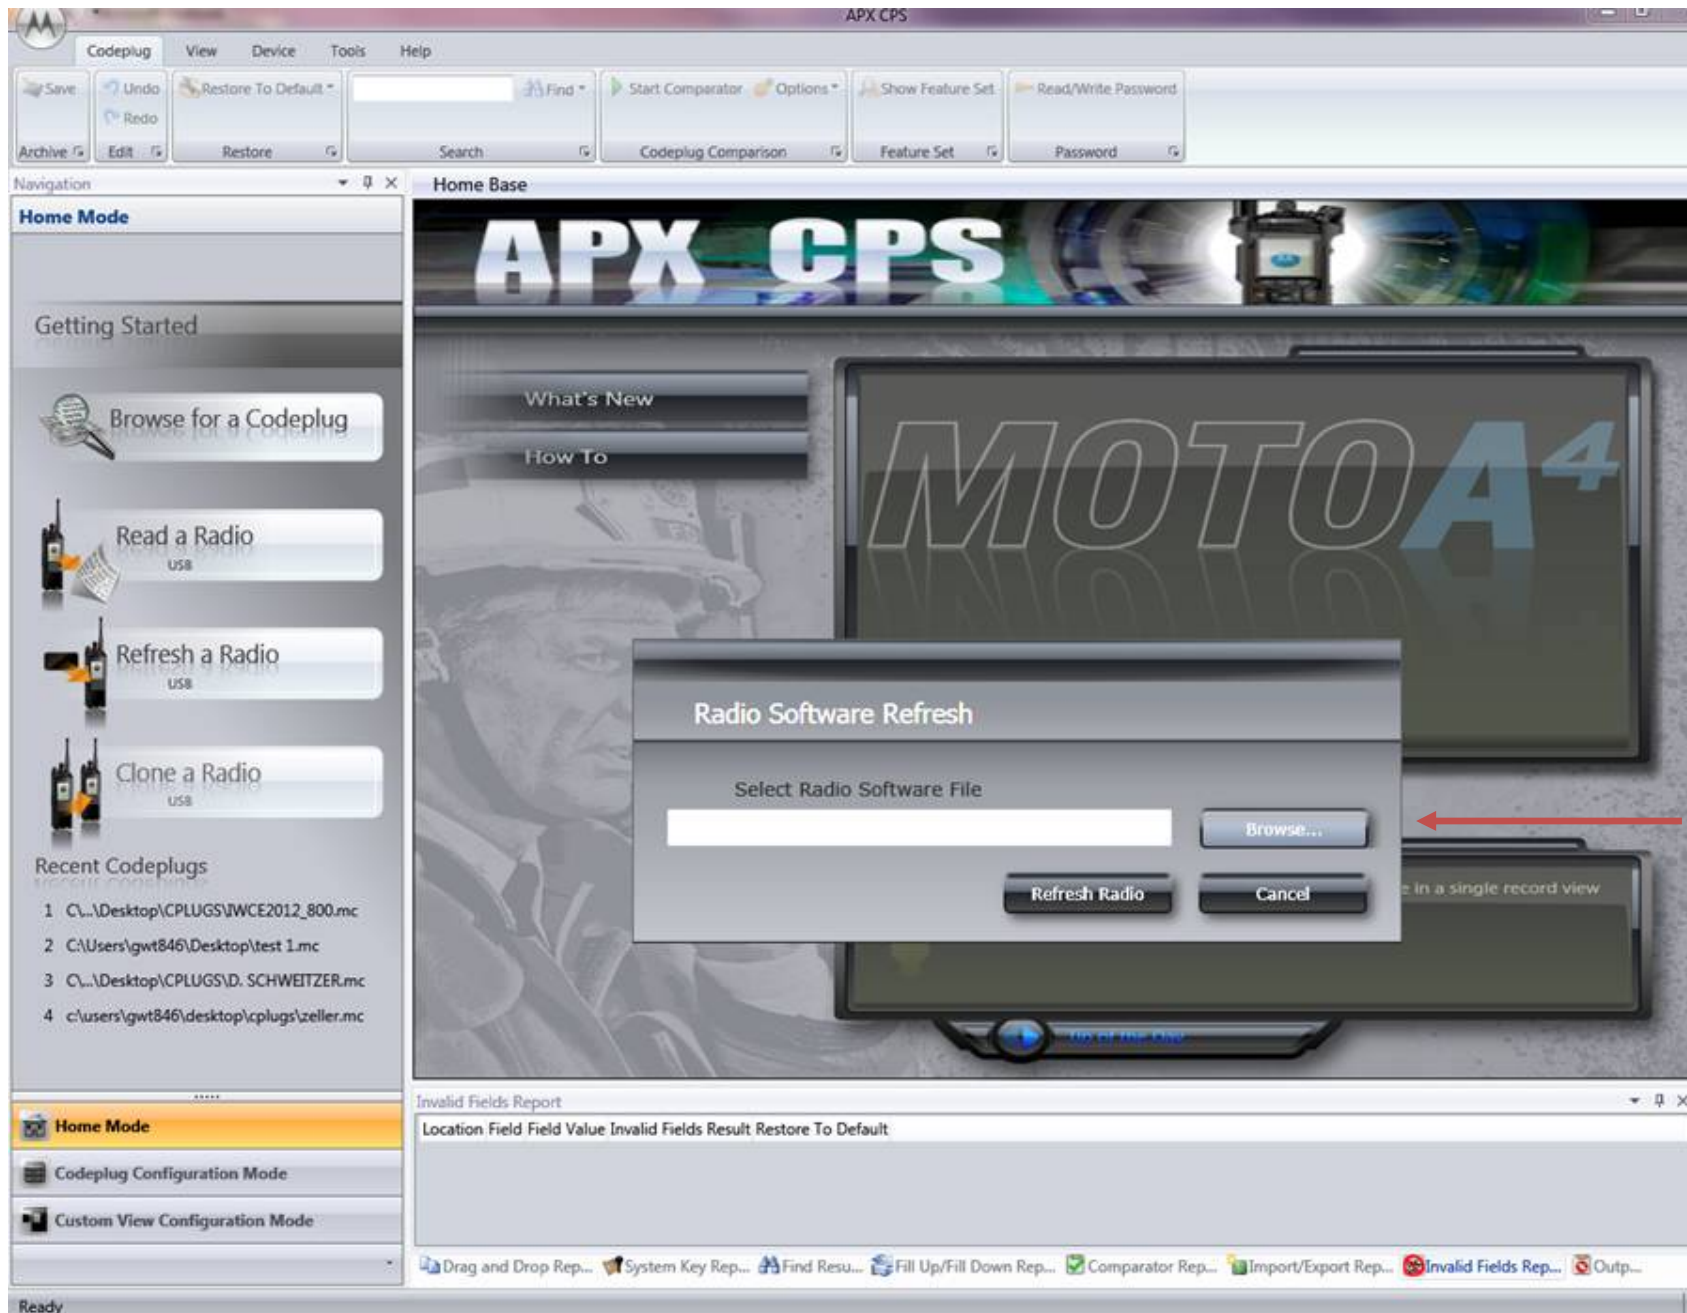 APX CPS
Codeplug View Device Tools Help
Save Undo Restore To Default Find Start Comparator Options Show Feature Set Read/Write Password
Redo
Archive Edit Restore Search Codeplug Comparison Feature Set Password
Navigation
Home Base
Home Mode
APX CPS
Getting Started
Browse for a Codeplug
Read a Radio
USB
Refresh a Radio
USB
Clone a Radio
USB
Recent Codeplugs
1 C\...\Desktop\CPLUGS\IWCE2012_800.mc
2 C:\Users\gwt846\Desktop\test 1.mc
3 C\...\Desktop\CPLUGS\D. SCHWEITZER.mc
4 c:\users\gwt846\desktop\cplugs\zeller.mc
What's New
How To
MOTOA4
Radio Software Refresh
Select Radio Software File
Browse...
Refresh Radio Cancel
e in a single record view
Tip of the Day
Home Mode
Codeplug Configuration Mode
Custom View Configuration Mode
Invalid Fields Report
Location Field Field Value Invalid Fields Result Restore To Default
Drag and Drop Rep... System Key Rep... Find Resu... Fill Up/Fill Down Rep... Comparator Rep... Import/Export Rep... Invalid Fields Rep... Outp...
Ready